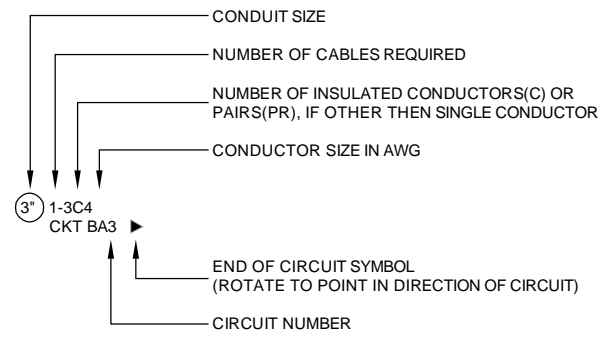 CONDUIT SIZE
NUMBER OF CABLES REQUIRED
NUMBER OF INSULATED CONDUCTORS(C) OR
PAIRS(PR), IF OTHER THEN SINGLE CONDUCTOR
CONDUCTOR SIZE IN AWG
3" 1-3C4
CKT BA3
END OF CIRCUIT SYMBOL
(ROTATE TO POINT IN DIRECTION OF CIRCUIT)
CIRCUIT NUMBER